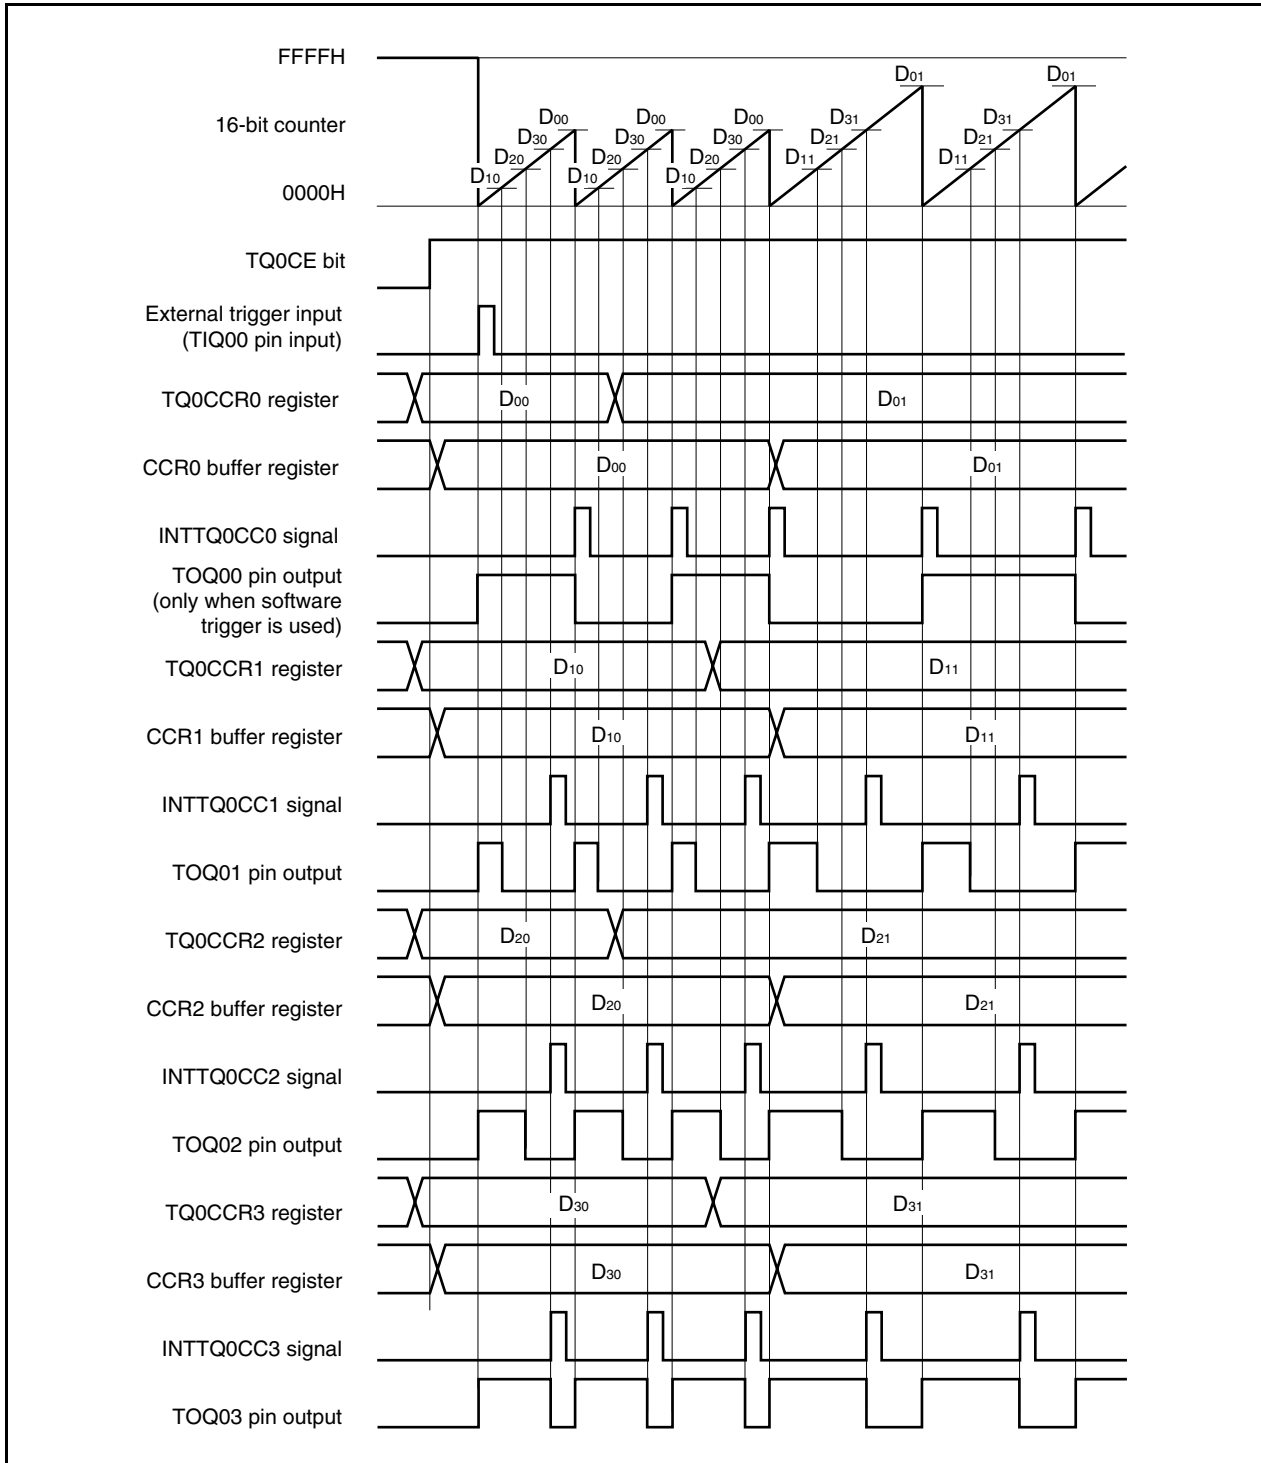 FFFFH
D01 D01
16-bit counter
D00 D00 D00 D31 D31
D30 D30 D30 D21 D21
D20 D20 D20 D11 D11
D10 D10 D10
0000H
TQ0CE bit
External trigger input
(TIQ00 pin input)
TQ0CCR0 register D00 D01
CCR0 buffer register D00 D01
INTTQ0CC0 signal
TOQ00 pin output
(only when software
trigger is used)
TQ0CCR1 register D10 D11
CCR1 buffer register D10 D11
INTTQ0CC1 signal
TOQ01 pin output
TQ0CCR2 register D20 D21
CCR2 buffer register D20 D21
INTTQ0CC2 signal
TOQ02 pin output
TQ0CCR3 register D30 D31
CCR3 buffer register D30 D31
INTTQ0CC3 signal
TOQ03 pin output